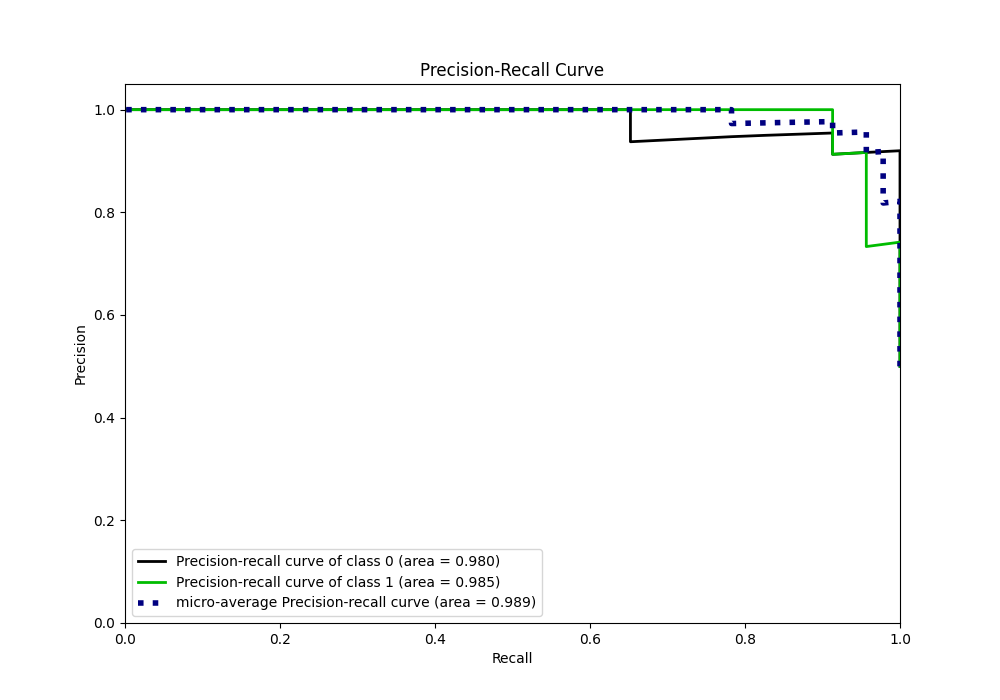 Precision-Recall Curve
1.0
0.8
0.6
0.4
0.2
0.0
Precision
Precision-recall curve of class 0 (area = 0.980)
Precision-recall curve of class 1 (area = 0.985)
micro-average Precision-recall curve (area = 0.989)
0.0 0.2 0.4 0.6 0.8 1.0
Recall